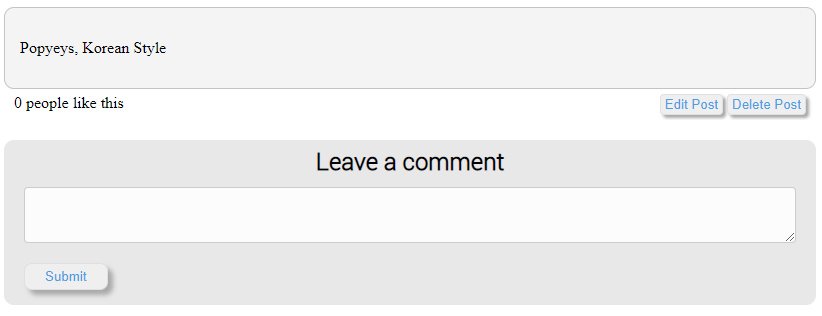 Popyeys, Korean Style
0 people like this
Edit Post Delete Post
Leave a comment
Submit